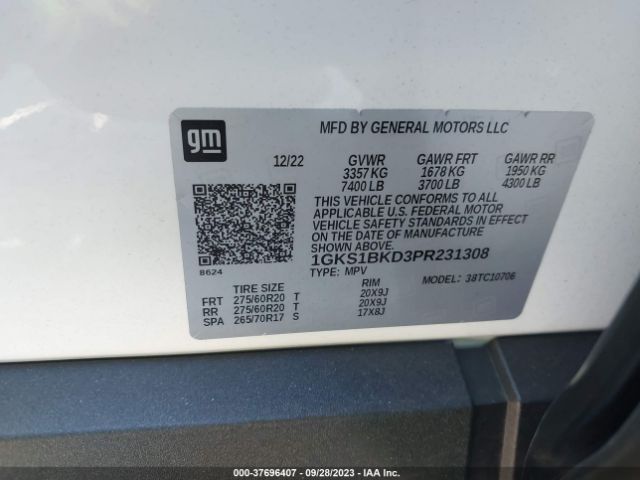 gm
MFD BY GENERAL MOTORS LLC
12/22 GVWR GAWR FRT GAWR RR
3357 KG 1678 KG 1950 KG
7400 LB 3700 LB 4300 LB
THIS VEHICLE CONFORMS TO ALL
APPLICABLE U.S. FEDERAL MOTOR
VEHICLE SAFETY STANDARDS IN EFFECT
ON THE DATE OF MANUFACTURE
SHOWN ABOVE.
1GKS1BKD3PR231308
8624
TYPE: MPV MODEL: 38TC10706
TIRE SIZE RIM
FRT 275/60R20 T 20X9J
RR 275/60R20 T 20X9J
SPA 265/70R17 S 17X8J
000-37696407 / 09/28/2023 / IAA Inc.